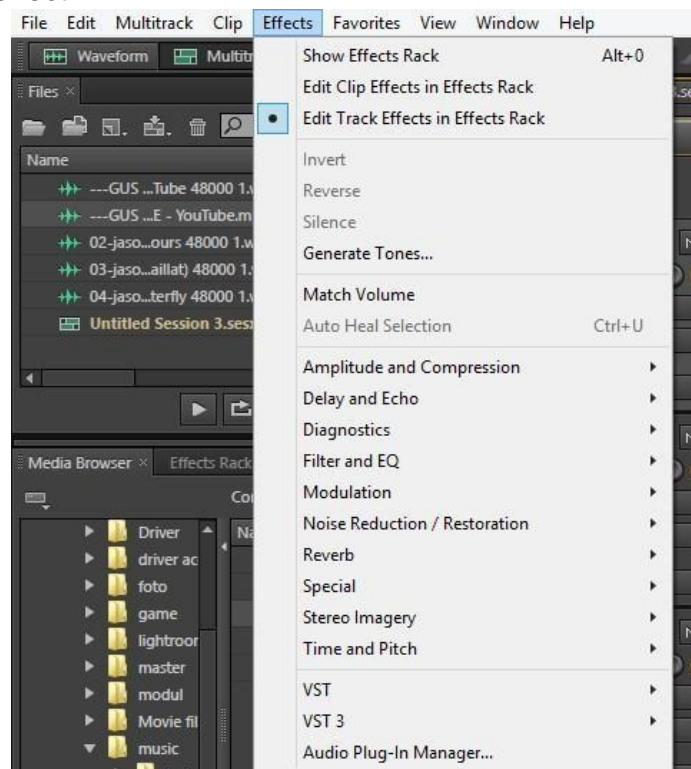 File Edit Multitrack Clip Effects Favorites View Window Help
Waveform
Files ×
Name
---GUS ...Tube 48000 1.
---GUS ...E - YouTube.m
02-jaso...ours 48000 1.w
03-jaso...aillat) 48000 1.
04-jaso...terfly 48000 1.
Untitled Session 3.ses
Media Browser × Effects Rack
Driver
driver ac
foto
game
lightroor
master
modul
Movie fil
music
Show Effects Rack Alt+0
Edit Clip Effects in Effects Rack
Edit Track Effects in Effects Rack
Invert
Reverse
Silence
Generate Tones...
Match Volume
Auto Heal Selection Ctrl+U
Amplitude and Compression
Delay and Echo
Diagnostics
Filter and EQ
Modulation
Noise Reduction / Restoration
Reverb
Special
Stereo Imagery
Time and Pitch
VST
VST 3
Audio Plug-In Manager...